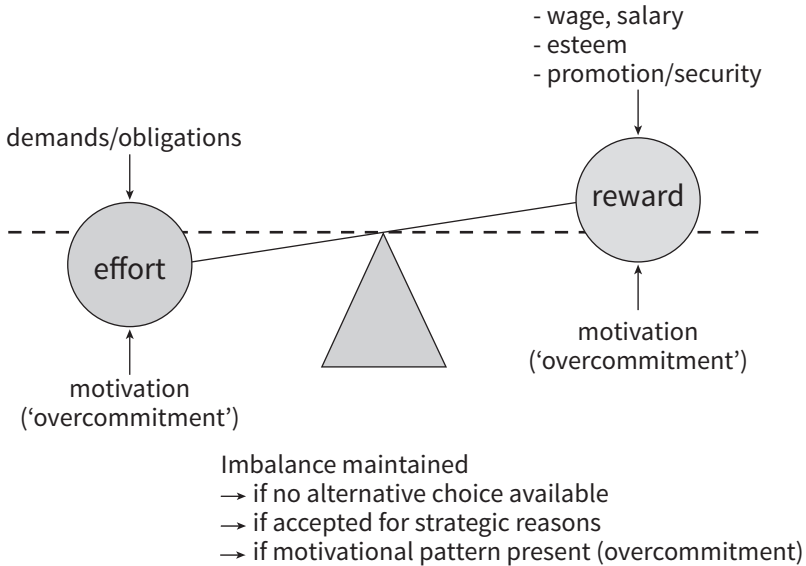 - wage, salary
- esteem
- promotion/security
demands/obligations
reward
effort
motivation
(‘overcommitment’)
motivation
(‘overcommitment’)
Imbalance maintained
→ if no alternative choice available
→ if accepted for strategic reasons
→ if motivational pattern present (overcommitment)